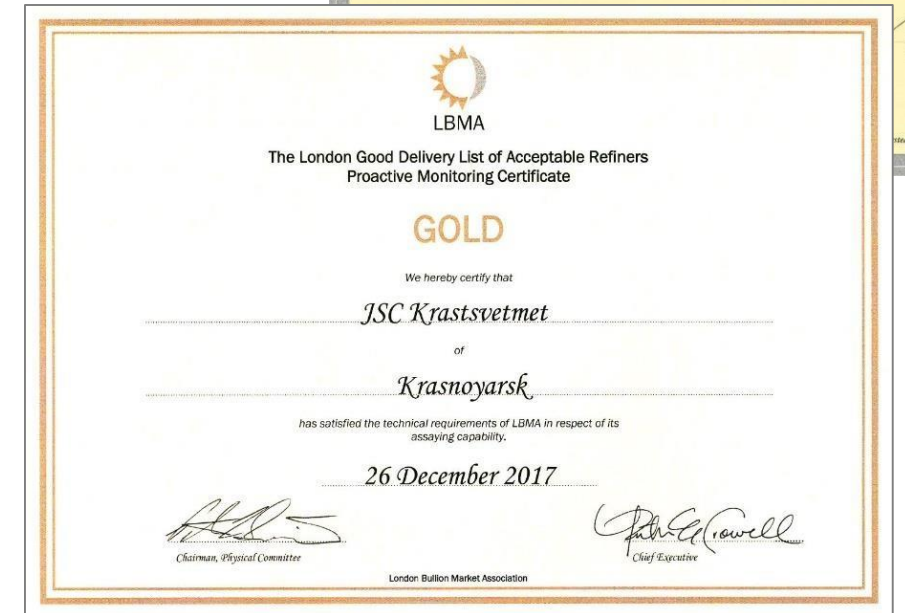 LBMA
The London Good Delivery List of Acceptable Refiners
Proactive Monitoring Certificate
GOLD
We hereby certify that
JSC Krastsvetmet
of
Krasnoyarsk
has satisfied the technical requirements of LBMA in respect of its
assaying capability.
26 December 2017
Chairman, Physical Committee
Chief Executive
London Bullion Market Association